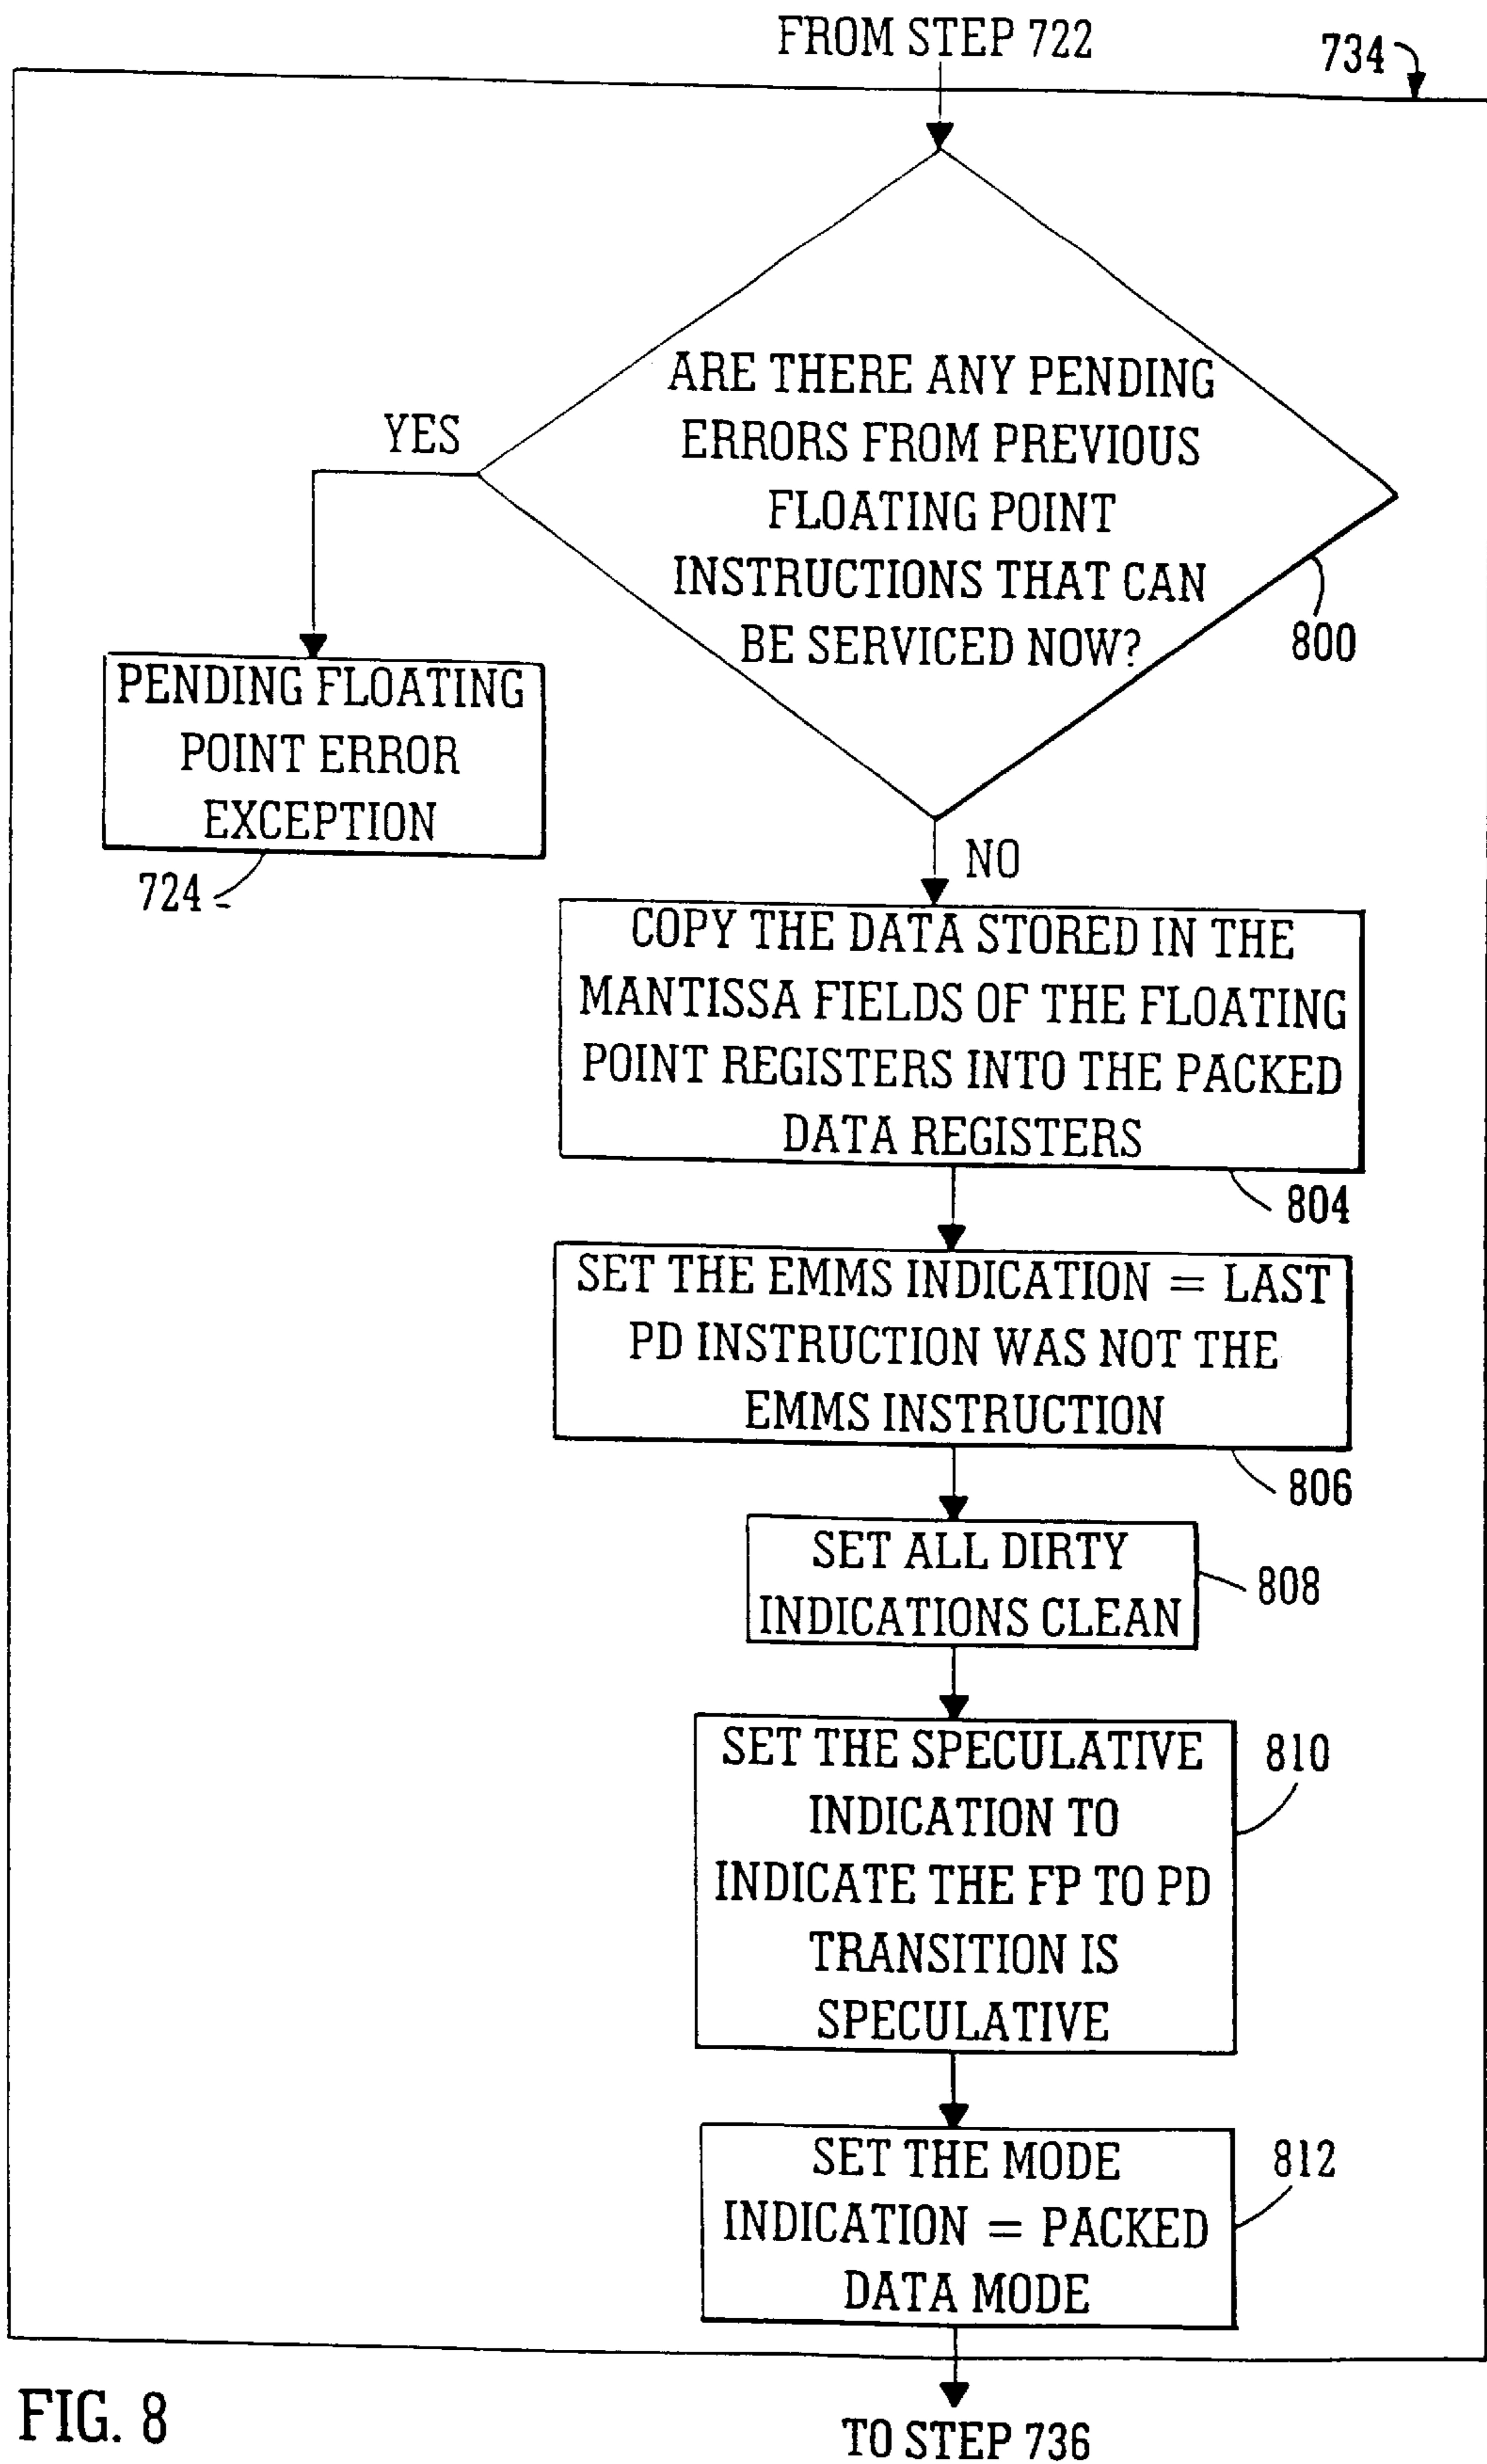 FROM STEP 722
734
ARE THERE ANY PENDING
ERRORS FROM PREVIOUS
FLOATING POINT
INSTRUCTIONS THAT CAN
BE SERVICED NOW?
800
YES
PENDING FLOATING
POINT ERROR
EXCEPTION
724
NO
COPY THE DATA STORED IN THE
MANTISSA FIELDS OF THE FLOATING
POINT REGISTERS INTO THE PACKED
DATA REGISTERS
804
SET THE EMMS INDICATION = LAST
PD INSTRUCTION WAS NOT THE
EMMS INSTRUCTION
806
SET ALL DIRTY
INDICATIONS CLEAN
808
SET THE SPECULATIVE
INDICATION TO
INDICATE THE FP TO PD
TRANSITION IS
SPECULATIVE
810
SET THE MODE
INDICATION = PACKED
DATA MODE
812
TO STEP 736
FIG. 8